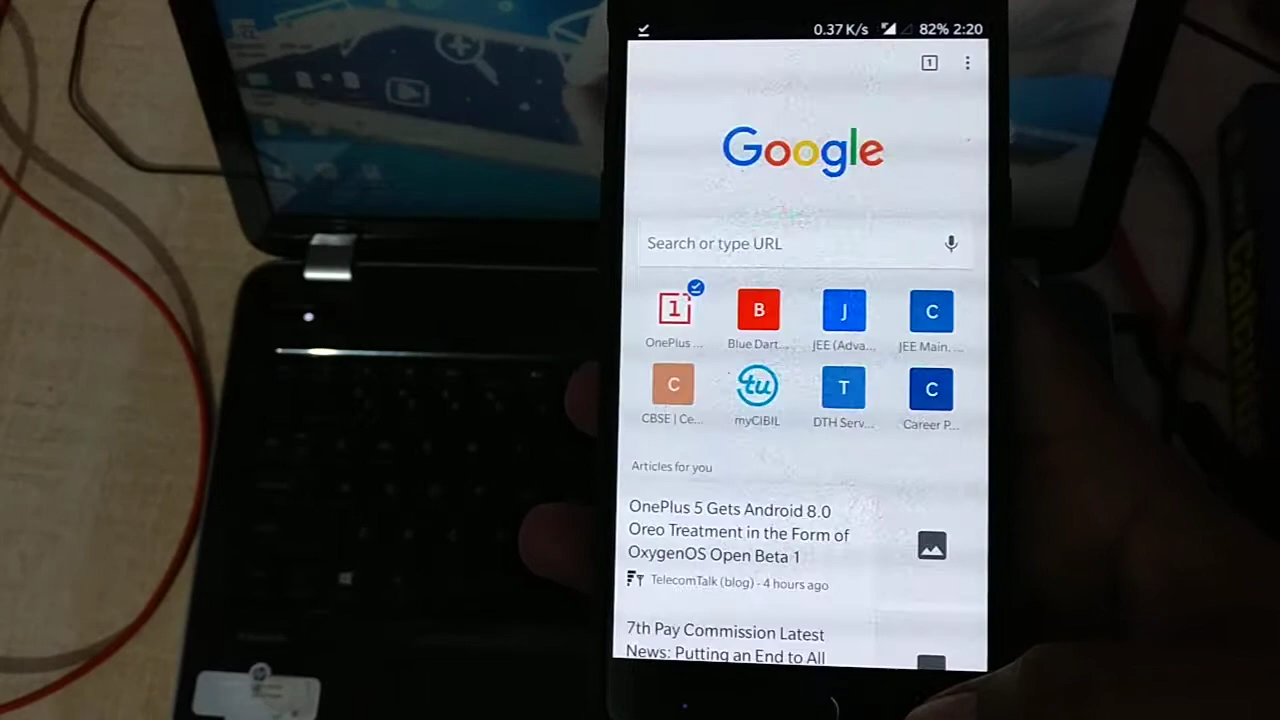 0.37 K/s 82% 2:20
1
Google
Search or type URL
1 B J C
OnePlus ... Blue Dart... JEE (Adva... JEE Main, ...
C tu T C
CBSE | Ce... myCIBIL DTH Serv... Career P...
Articles for you
OnePlus 5 Gets Android 8.0
Oreo Treatment in the Form of
OxygenOS Open Beta 1
TelecomTalk (blog) - 4 hours ago
7th Pay Commission Latest
News: Putting an End to All